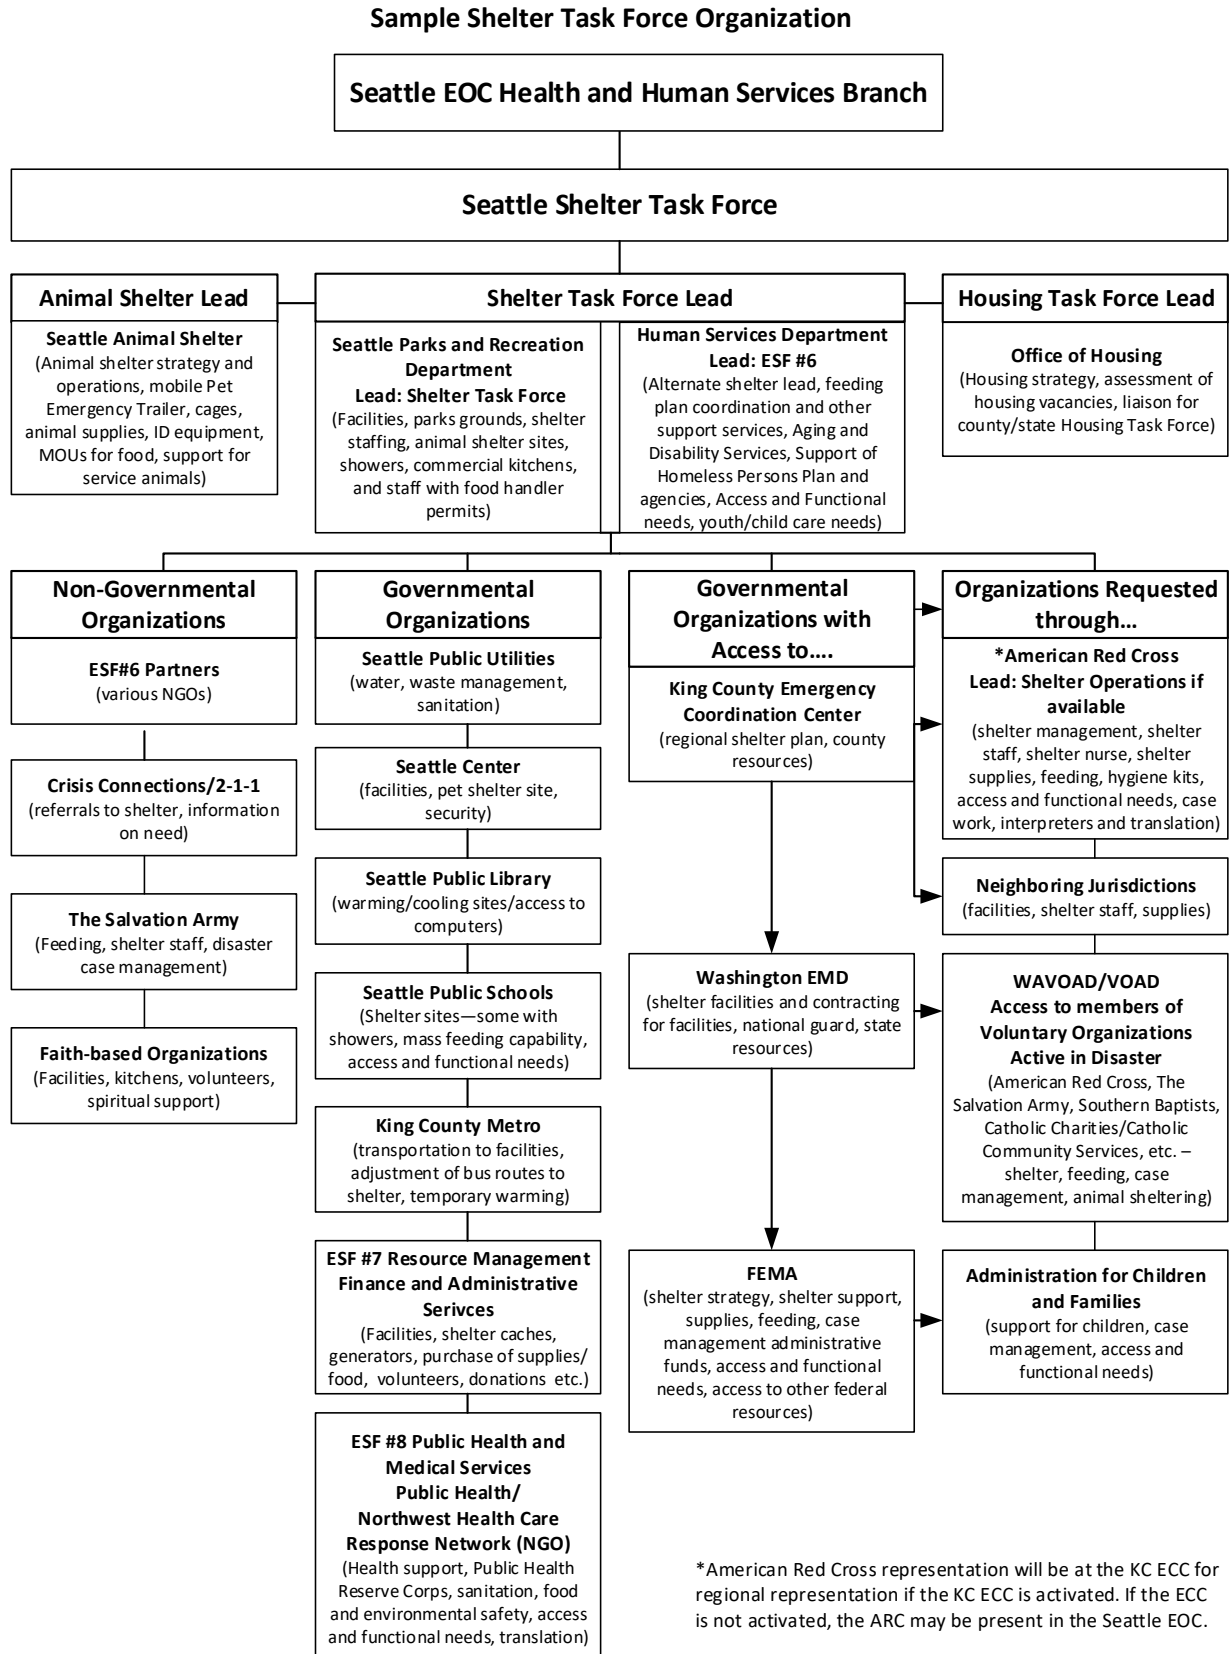 Sample Shelter Task Force Organization
Seattle EOC Health and Human Services Branch
Seattle Shelter Task Force
Animal Shelter Lead
Seattle Animal Shelter
(Animal shelter strategy and
operations, mobile Pet
Emergency Trailer, cages,
animal supplies, ID equipment,
MOUs for food, support for
service animals)
Shelter Task Force Lead
Seattle Parks and Recreation
Department
Lead: Shelter Task Force
(Facilities, parks grounds, shelter
staffing, animal shelter sites,
showers, commercial kitchens,
and staff with food handler
permits)
Human Services Department
Lead: ESF #6
(Alternate shelter lead, feeding
plan coordination and other
support services, Aging and
Disability Services, Support of
Homeless Persons Plan and
agencies, Access and Functional
needs, youth/child care needs)
Housing Task Force Lead
Office of Housing
(Housing strategy, assessment of
housing vacancies, liaison for
county/state Housing Task Force)
Non-Governmental
Organizations
ESF#6 Partners
(various NGOs)
Crisis Connections/2-1-1
(referrals to shelter, information
on need)
The Salvation Army
(Feeding, shelter staff, disaster
case management)
Faith-based Organizations
(Facilities, kitchens, volunteers,
spiritual support)
Governmental
Organizations
Seattle Public Utilities
(water, waste management,
sanitation)
Seattle Center
(facilities, pet shelter site,
security)
Seattle Public Library
(warming/cooling sites/access to
computers)
Seattle Public Schools
(Shelter sites—some with
showers, mass feeding capability,
access and functional needs)
King County Metro
(transportation to facilities,
adjustment of bus routes to
shelter, temporary warming)
ESF #7 Resource Management
Finance and Administrative
Serivces
(Facilities, shelter caches,
generators, purchase of supplies/
food, volunteers, donations etc.)
ESF #8 Public Health and
Medical Services
Public Health/
Northwest Health Care
Response Network (NGO)
(Health support, Public Health
Reserve Corps, sanitation, food
and environmental safety, access
and functional needs, translation)
Governmental
Organizations with
Access to....
King County Emergency
Coordination Center
(regional shelter plan, county
resources)
Washington EMD
(shelter facilities and contracting
for facilities, national guard, state
resources)
FEMA
(shelter strategy, shelter support,
supplies, feeding, case
management administrative
funds, access and functional
needs, access to other federal
resources)
Organizations Requested
through…
*American Red Cross
Lead: Shelter Operations if
available
(shelter management, shelter
staff, shelter nurse, shelter
supplies, feeding, hygiene kits,
access and functional needs, case
work, interpreters and translation)
Neighboring Jurisdictions
(facilities, shelter staff, supplies)
WAVOAD/VOAD
Access to members of
Voluntary Organizations
Active in Disaster
(American Red Cross, The
Salvation Army, Southern Baptists,
Catholic Charities/Catholic
Community Services, etc. –
shelter, feeding, case
management, animal sheltering)
Administration for Children
and Families
(support for children, case
management, access and
functional needs)
*American Red Cross representation will be at the KC ECC for
regional representation if the KC ECC is activated. If the ECC
is not activated, the ARC may be present in the Seattle EOC.